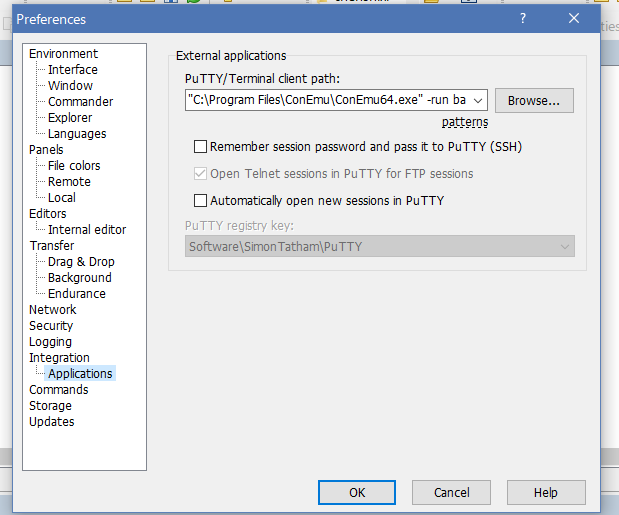 Preferences
?
Environment
Interface
Window
Commander
Explorer
Languages
Panels
File colors
Remote
Local
Editors
Internal editor
Transfer
Drag & Drop
Background
Endurance
Network
Security
Logging
Integration
Applications
Commands
Storage
Updates
External applications
PuTTY/Terminal client path:
"C:\Program Files\ConEmu\ConEmu64.exe" -run ba
Browse...
patterns
Remember session password and pass it to PuTTY (SSH)
Open Telnet sessions in PuTTY for FTP sessions
Automatically open new sessions in PuTTY
PuTTY registry key:
Software\SimonTatham\PuTTY
OK
Cancel
Help